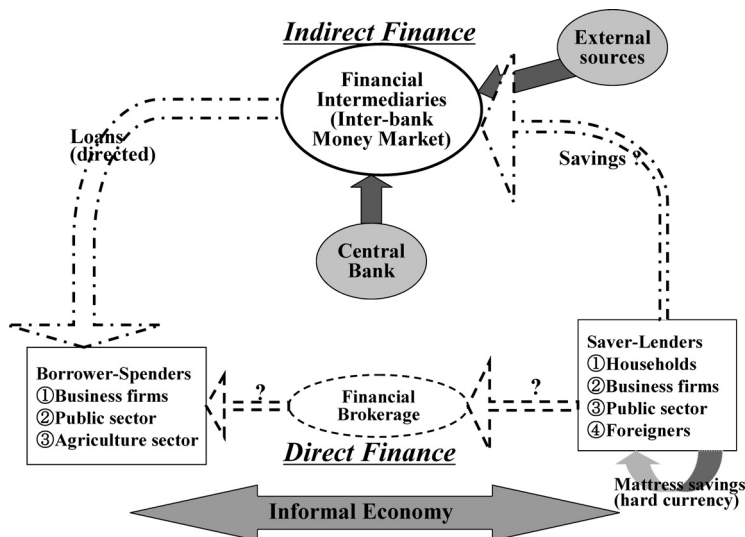 Indirect Finance
External
sources
Financial
Intermediaries
(Inter-bank
Money Market)
Loans
(directed)
Savings ?
Central
Bank
Borrower-Spenders
①Business firms
②Public sector
③Agriculture sector
?
Financial
Brokerage
?
Saver-Lenders
①Households
②Business firms
③Public sector
④Foreigners
Direct Finance
Mattress savings
(hard currency)
Informal Economy